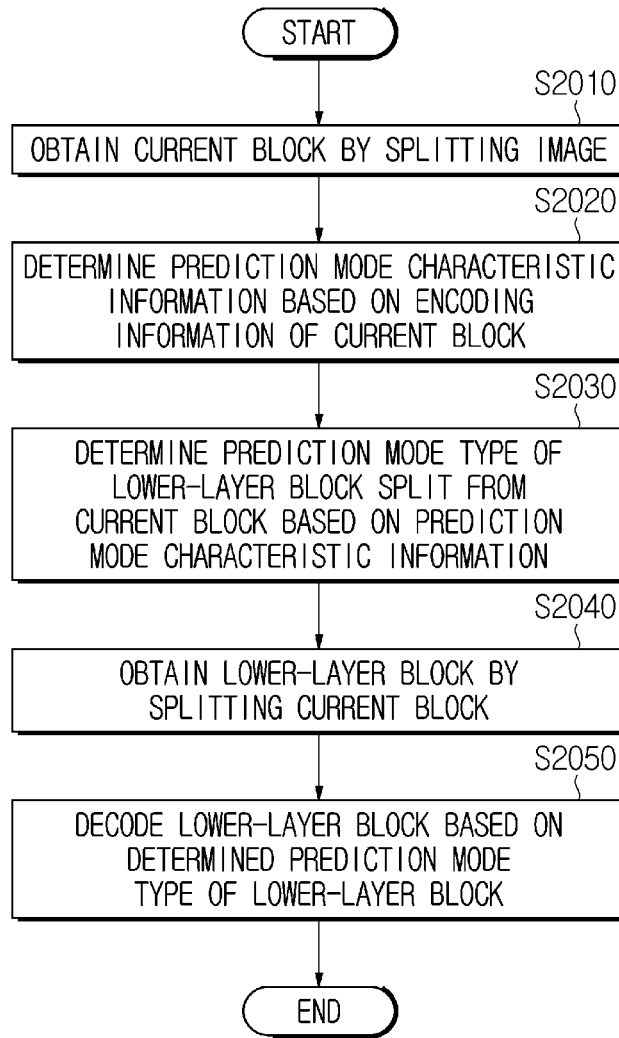 START
S2010
OBTAIN CURRENT BLOCK BY SPLITTING IMAGE
S2020
DETERMINE PREDICTION MODE CHARACTERISTIC
INFORMATION BASED ON ENCODING
INFORMATION OF CURRENT BLOCK
S2030
DETERMINE PREDICTION MODE TYPE OF
LOWER-LAYER BLOCK SPLIT FROM
CURRENT BLOCK BASED ON PREDICTION
MODE CHARACTERISTIC INFORMATION
S2040
OBTAIN LOWER-LAYER BLOCK BY
SPLITTING CURRENT BLOCK
S2050
DECODE LOWER-LAYER BLOCK BASED ON
DETERMINED PREDICTION MODE
TYPE OF LOWER-LAYER BLOCK
END